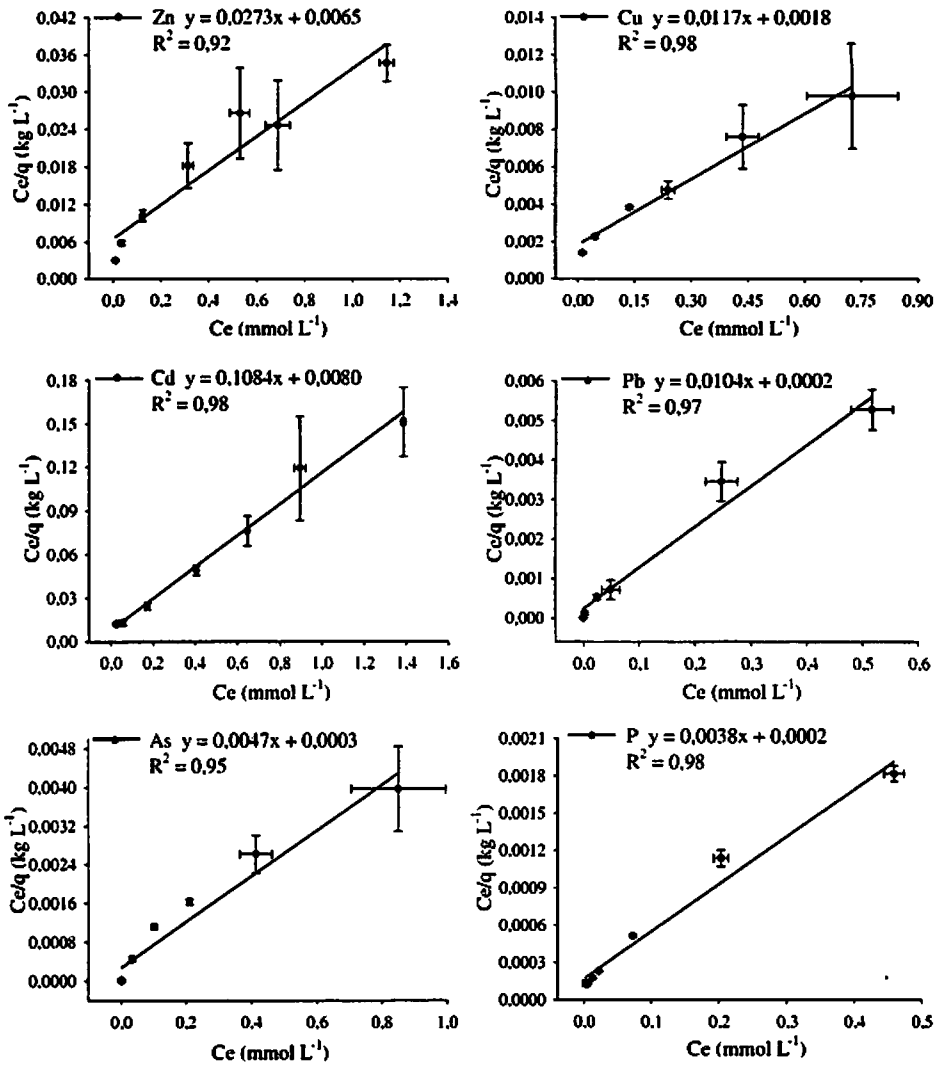 Zn y = 0,0273x + 0,0065
R² = 0,92
0.042
0.036
0.030
0.024
0.018
0.012
0.006
0.000
Ce/q (kg L⁻¹)
0,0 0,2 0,4 0,6 0,8 1,0 1,2 1,4
Ce (mmol L⁻¹)
Cu y = 0,0117x + 0,0018
R² = 0,98
0,014
0,012
0,010
0,008
0,006
0,004
0,002
0,000
Ce/q (kg L⁻¹)
0.00 0.15 0.30 0.45 0.60 0.75 0.90
Ce (mmol L⁻¹)
Cd y = 0,1084x + 0,0080
R² = 0,98
0,18
0,15
0,12
0,09
0,06
0,03
0,00
Ce/q (kg L⁻¹)
0,0 0,2 0,4 0,6 0,8 1,0 1,2 1,4 1,6
Ce (mmol L⁻¹)
Pb y = 0,0104x + 0,0002
R² = 0,97
0,006
0,005
0,004
0,003
0,002
0,001
0,000
Ce/q (kg L⁻¹)
0.0 0.1 0.2 0.3 0.4 0.5 0.6
Ce (mmol L⁻¹)
As y = 0,0047x + 0,0003
R² = 0,95
0,0048
0,0040
0,0032
0,0024
0,0016
0,0008
0,0000
Ce/q (kg L⁻¹)
0.0 0.2 0.4 0.6 0.8 1.0
Ce (mmol L⁻¹)
P y = 0,0038x + 0,0002
R² = 0,98
0.0021
0.0018
0.0015
0.0012
0.0009
0.0006
0.0003
0.0000
Ce/q (kg L⁻¹)
0.0 0.1 0.2 0.3 0.4 0.5
Ce (mmol L⁻¹)